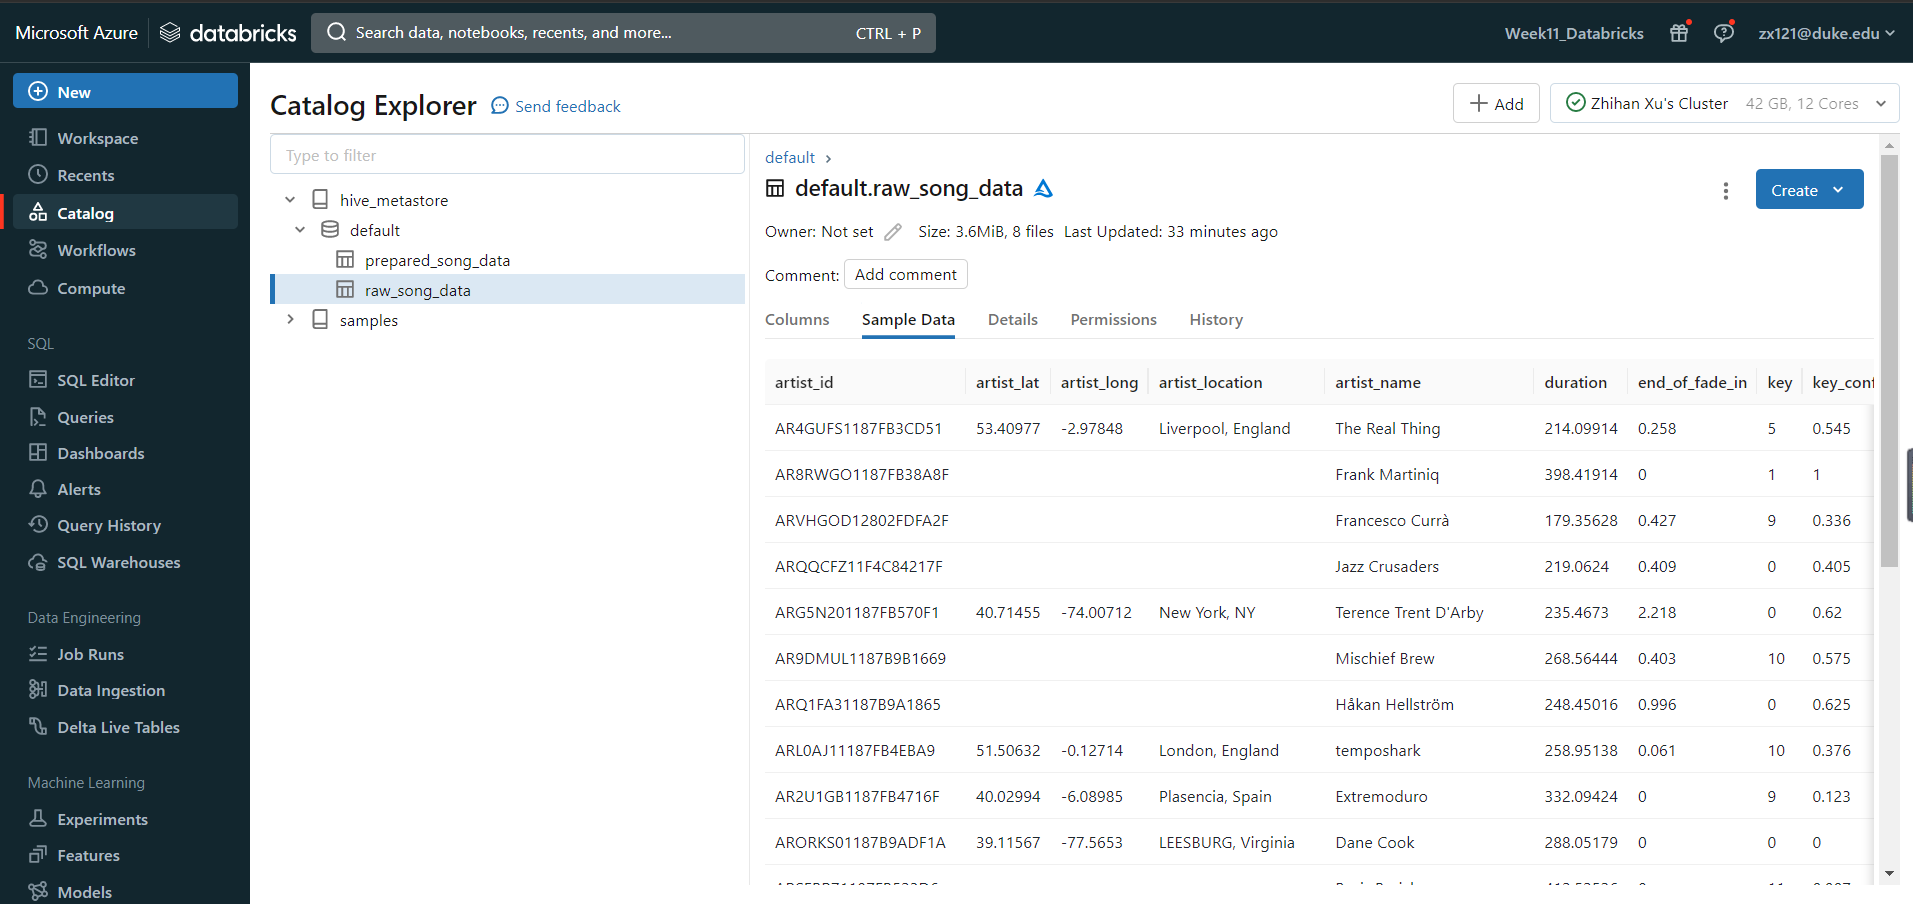 Microsoft Azure databricks Search data, notebooks, recents, and more... CTRL + P Week11_Databricks zx121@duke.edu
New
Workspace
Recents
Catalog
Workflows
Compute
SQL
SQL Editor
Queries
Dashboards
Alerts
Query History
SQL Warehouses
Data Engineering
Job Runs
Data Ingestion
Delta Live Tables
Machine Learning
Experiments
Features
Models
Catalog Explorer Send feedback
Add Zhihan Xu's Cluster 42 GB, 12 Cores
Type to filter
hive_metastore
default
prepared_song_data
raw_song_data
samples
default
default.raw_song_data
Create
Owner: Not set Size: 3.6MiB, 8 files Last Updated: 33 minutes ago
Comment: Add comment
Columns Sample Data Details Permissions History
artist_id artist_lat artist_long artist_location artist_name duration end_of_fade_in key key_conf
AR4GUFS1187FB3CD51 53.40977 -2.97848 Liverpool, England The Real Thing 214.09914 0.258 5 0.545
AR8RWGO1187FB38A8F Frank Martiniq 398.41914 0 1 1
ARVHGOD12802FDFA2F Francesco Currà 179.35628 0.427 9 0.336
ARQQCFZ11F4C84217F Jazz Crusaders 219.0624 0.409 0 0.405
ARG5N201187FB570F1 40.71455 -74.00712 New York, NY Terence Trent D'Arby 235.4673 2.218 0 0.62
AR9DMUL1187B9B1669 Mischief Brew 268.56444 0.403 10 0.575
ARQ1FA31187B9A1865 Håkan Hellström 248.45016 0.996 0 0.625
ARL0AJ11187FB4EBA9 51.50632 -0.12714 London, England temposhark 258.95138 0.061 10 0.376
AR2U1GB1187FB4716F 40.02994 -6.08985 Plasencia, Spain Extremoduro 332.09424 0 9 0.123
ARORKS01187B9ADF1A 39.11567 -77.5653 LEESBURG, Virginia Dane Cook 288.05179 0 0 0